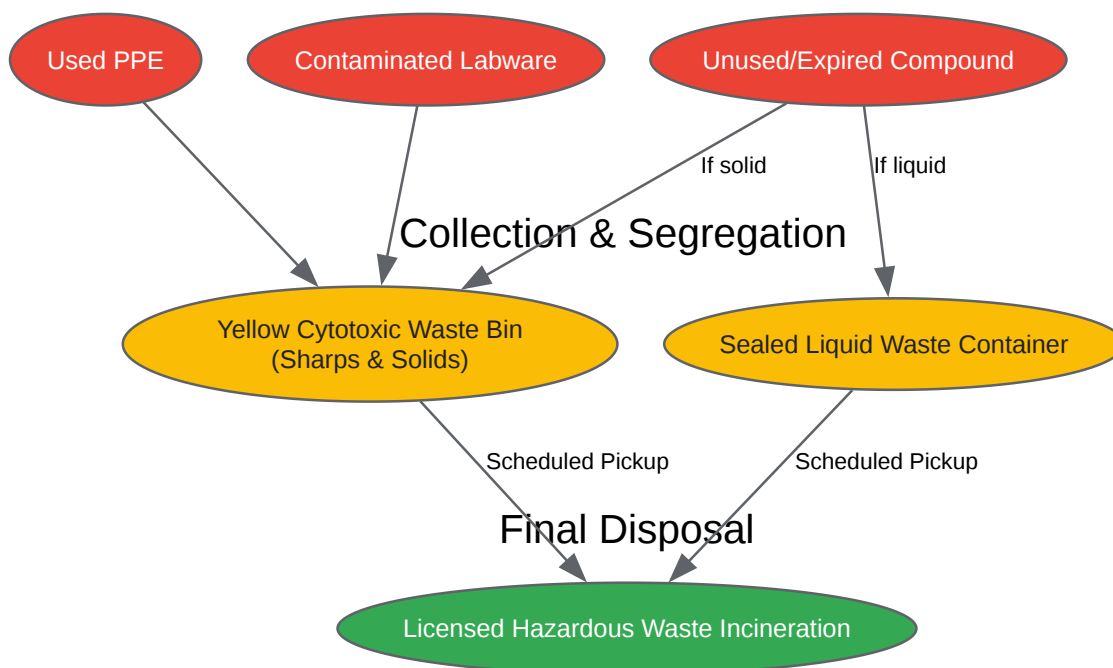 Used PPE
Contaminated Labware
Unused/Expired Compound
If solid
If liquid
Collection & Segregation
Yellow Cytotoxic Waste Bin
(Sharps & Solids)
Sealed Liquid Waste Container
Scheduled Pickup
Scheduled Pickup
Final Disposal
Licensed Hazardous Waste Incineration